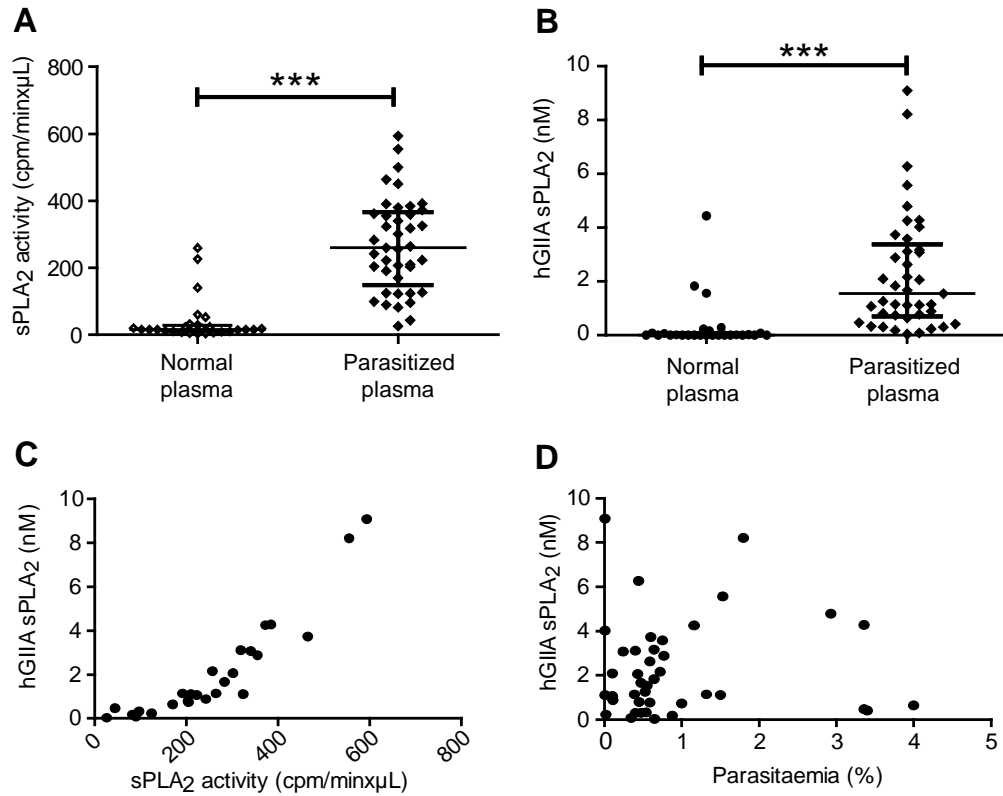 A
sPLA2 activity (cpm/minxµL)
800
600
400
200
0
***
Normal
plasma
Parasitized
plasma
B
hGIIA sPLA2 (nM)
10
8
6
4
2
0
***
Normal
plasma
Parasitized
plasma
C
hGIIA sPLA2 (nM)
10
8
6
4
2
0
0
200
400
600
800
sPLA2 activity (cpm/minxµL)
D
hGIIA sPLA2 (nM)
10
8
6
4
2
0
0
1
2
3
4
5
Parasitaemia (%)